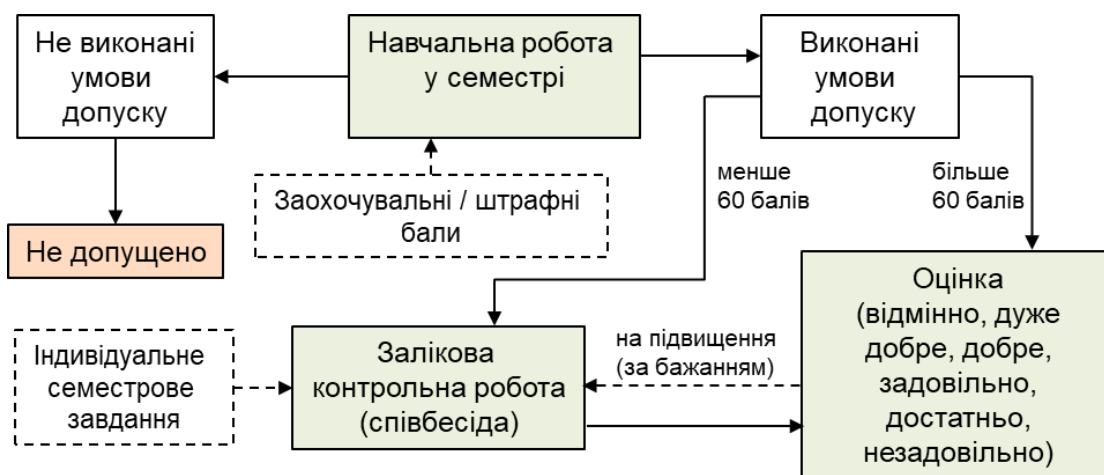 Не виконані
умови
допуску
Навчальна робота
у семестрі
Виконані
умови
допуску
Заохочувальні / штрафні
бали
менше
60 балів
більше
60 балів
Не допущено
Індивідуальне
семестрове
завдання
Залікова
контрольна робота
(співбесіда)
на підвищення
(за бажанням)
Оцінка
(відмінно, дуже
добре, добре,
задовільно,
достатньо,
незадовільно)